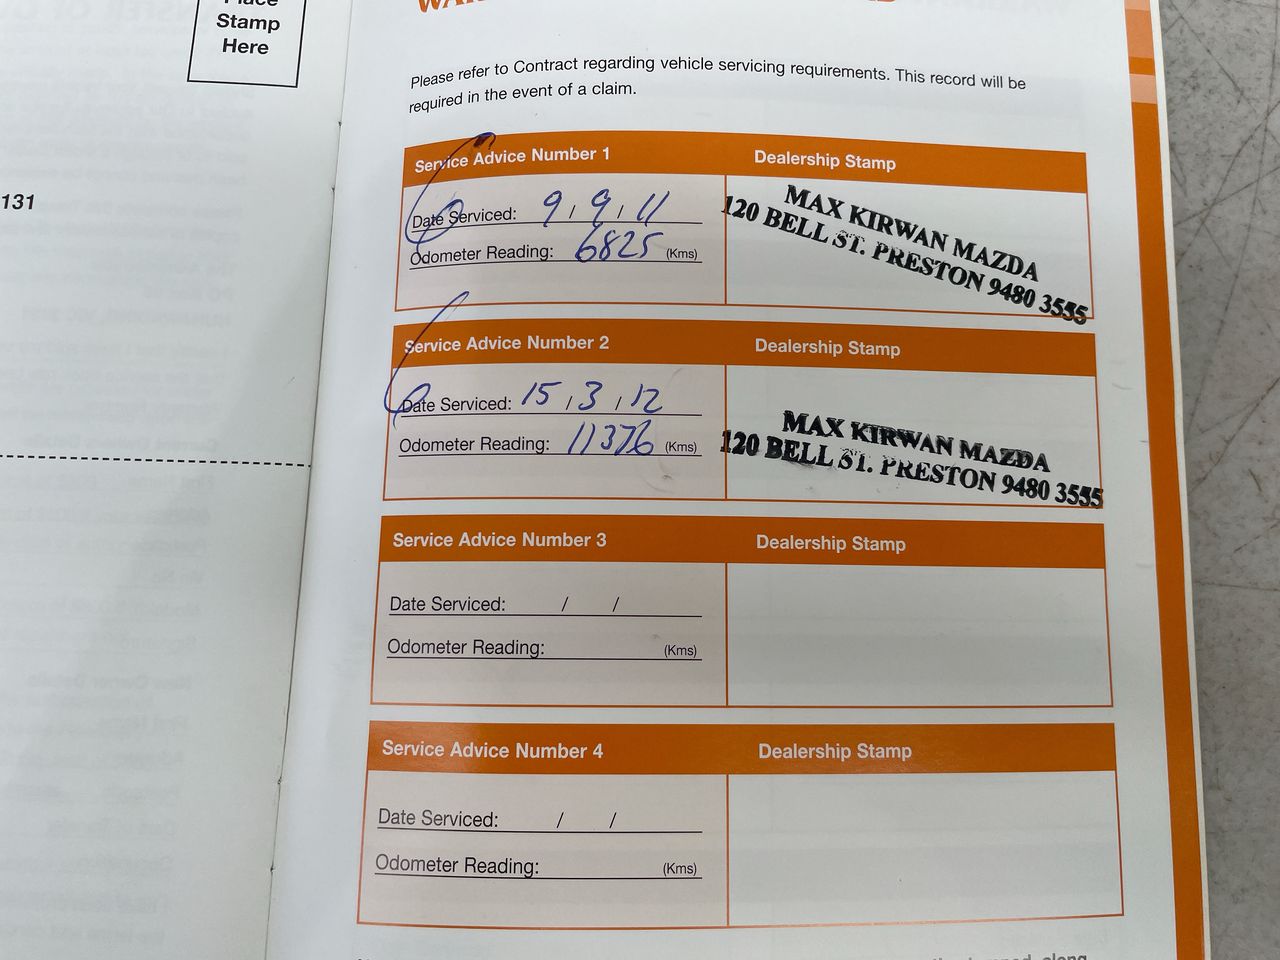 Place
Stamp
Here
131
Please refer to Contract regarding vehicle servicing requirements. This record will be
required in the event of a claim.
Service Advice Number 1 Dealership Stamp
Date Serviced: 9 / 9 / 11
Odometer Reading: 6825 (Kms)
MAX KIRWAN MAZDA
120 BELL ST. PRESTON 9480 3555
Service Advice Number 2 Dealership Stamp
Date Serviced: 15 / 3 / 12
Odometer Reading: 11376 (Kms)
MAX KIRWAN MAZDA
120 BELL ST. PRESTON 9480 3555
Service Advice Number 3 Dealership Stamp
Date Serviced: / /
Odometer Reading: (Kms)
Service Advice Number 4 Dealership Stamp
Date Serviced: / /
Odometer Reading: (Kms)
along